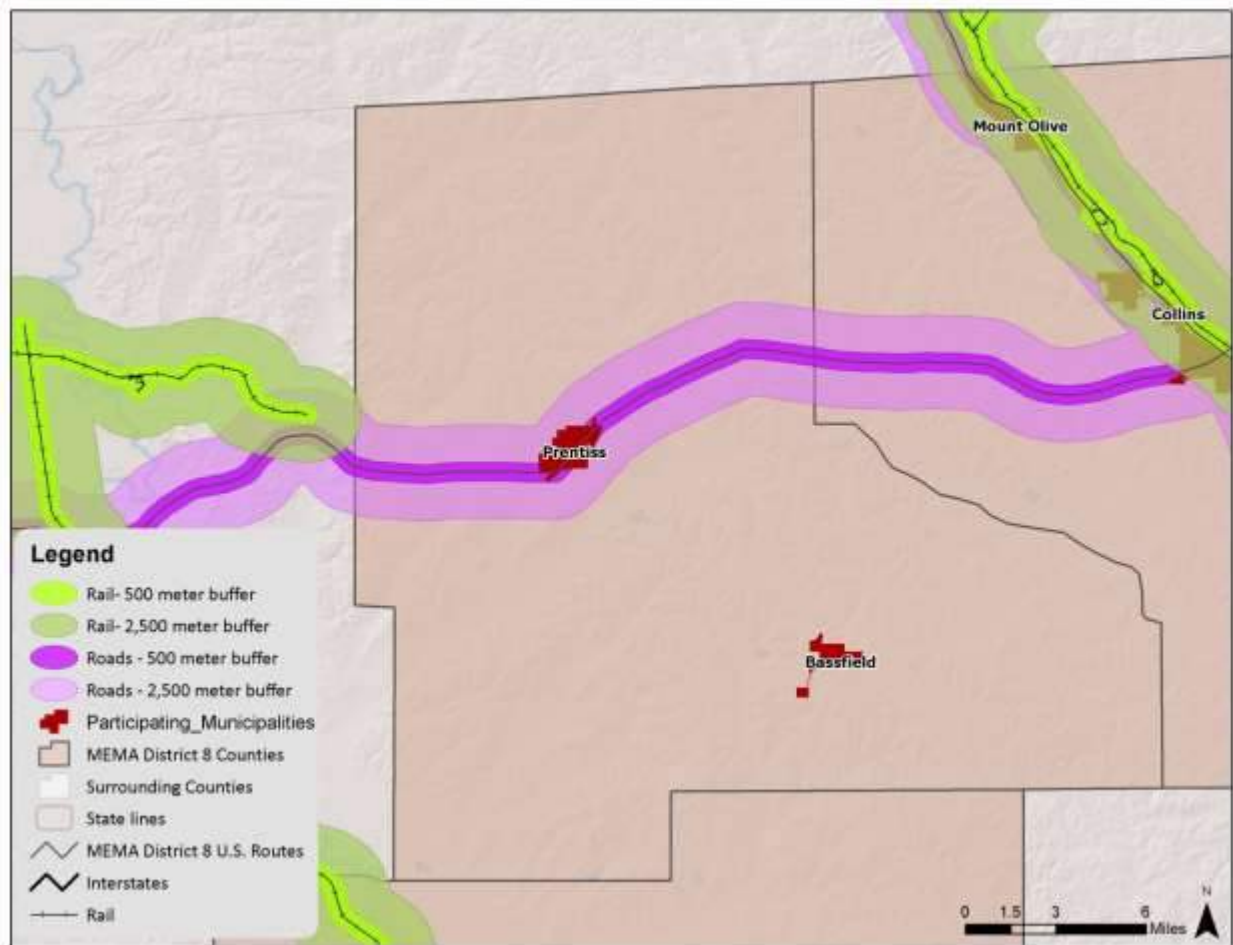 Mount Olive
Collins
Prentiss
Bassfield
Legend
Rail- 500 meter buffer
Rail- 2,500 meter buffer
Roads - 500 meter buffer
Roads - 2,500 meter buffer
Participating_Municipalities
MEMA District 8 Counties
Surrounding Counties
State lines
MEMA District 8 U.S. Routes
Interstates
Rail
N
0 1.5 3 6
Miles